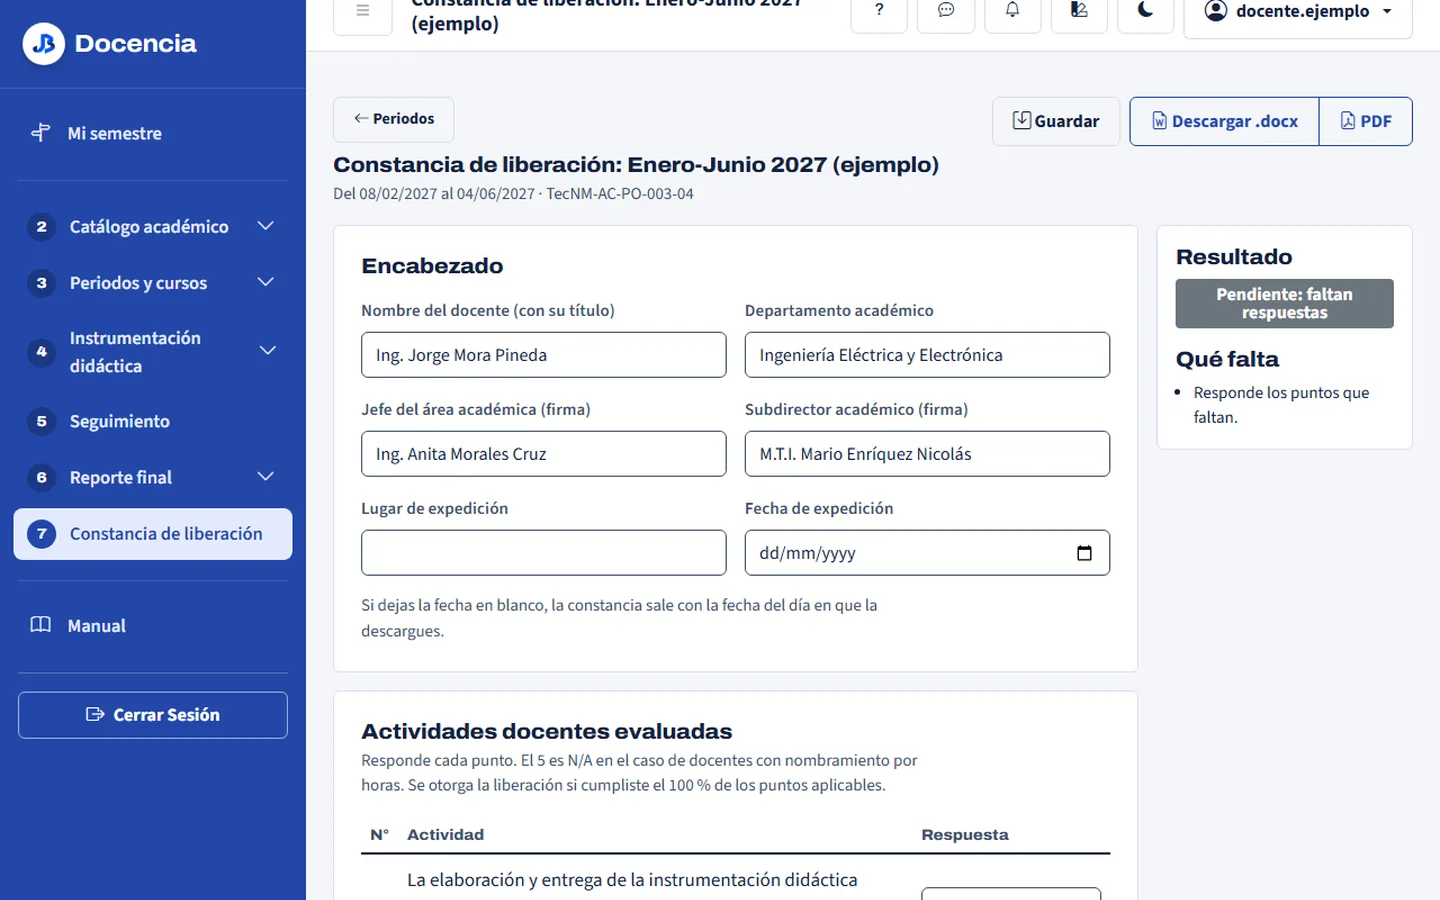 Docencia
Mi semestre
2 Catálogo académico
3 Periodos y cursos
4 Instrumentación
didáctica
5 Seguimiento
6 Reporte final
7 Constancia de liberación
Manual
Cerrar Sesión
Constancia de liberación: Enero-Junio 2027
(ejemplo)
?
docente.ejemplo
← Periodos
Guardar
Descargar .docx
PDF
Constancia de liberación: Enero-Junio 2027 (ejemplo)
Del 08/02/2027 al 04/06/2027 · TecNM-AC-PO-003-04
Encabezado
Nombre del docente (con su título)
Ing. Jorge Mora Pineda
Departamento académico
Ingeniería Eléctrica y Electrónica
Jefe del área académica (firma)
Ing. Anita Morales Cruz
Subdirector académico (firma)
M.T.I. Mario Enríquez Nicolás
Lugar de expedición
Fecha de expedición
dd/mm/yyyy
Si dejas la fecha en blanco, la constancia sale con la fecha del día en que la
descargues.
Resultado
Pendiente: faltan
respuestas
Qué falta
• Responde los puntos que
faltan.
Actividades docentes evaluadas
Responde cada punto. El 5 es N/A en el caso de docentes con nombramiento por
horas. Se otorga la liberación si cumpliste el 100 % de los puntos aplicables.
N° Actividad Respuesta
La elaboración y entrega de la instrumentación didáctica